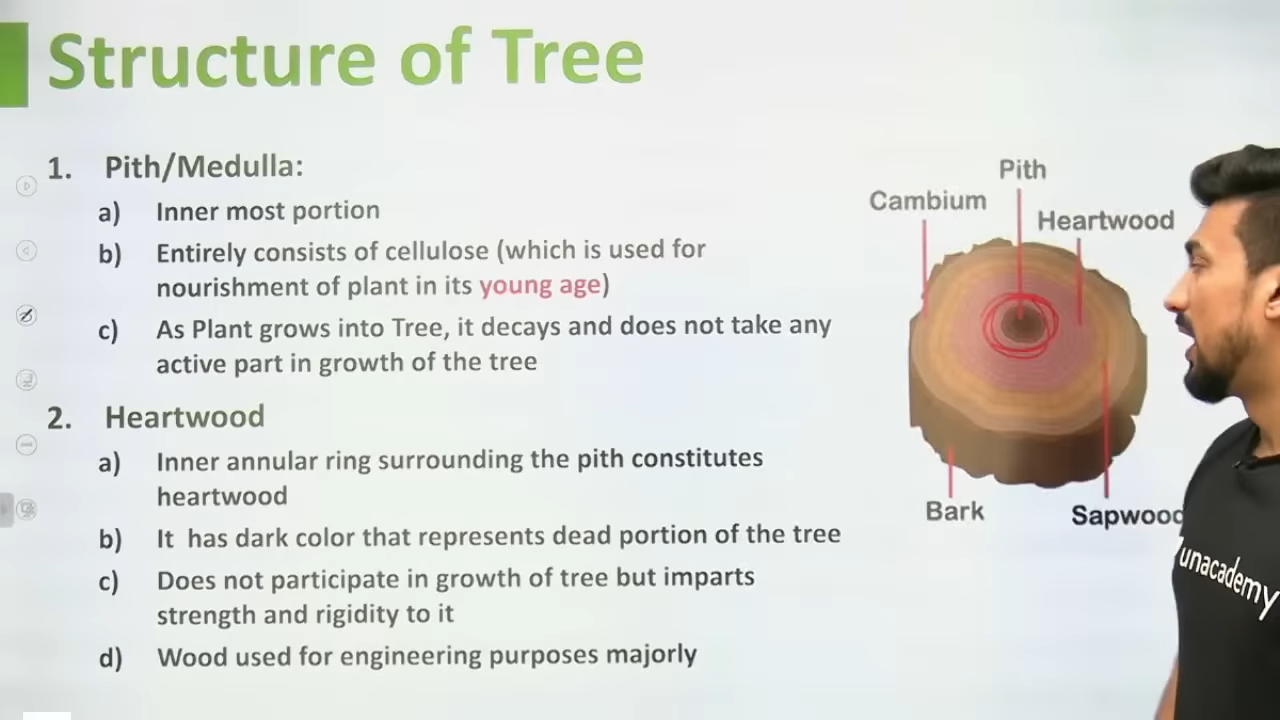 Structure of Tree
1. Pith/Medulla:
a) Inner most portion
b) Entirely consists of cellulose (which is used for
nourishment of plant in its young age)
c) As Plant grows into Tree, it decays and does not take any
active part in growth of the tree
2. Heartwood
a) Inner annular ring surrounding the pith constitutes
heartwood
b) It has dark color that represents dead portion of the tree
c) Does not participate in growth of tree but imparts
strength and rigidity to it
d) Wood used for engineering purposes majorly
Pith
Cambium
Heartwood
Bark
Sapwood
unacademy